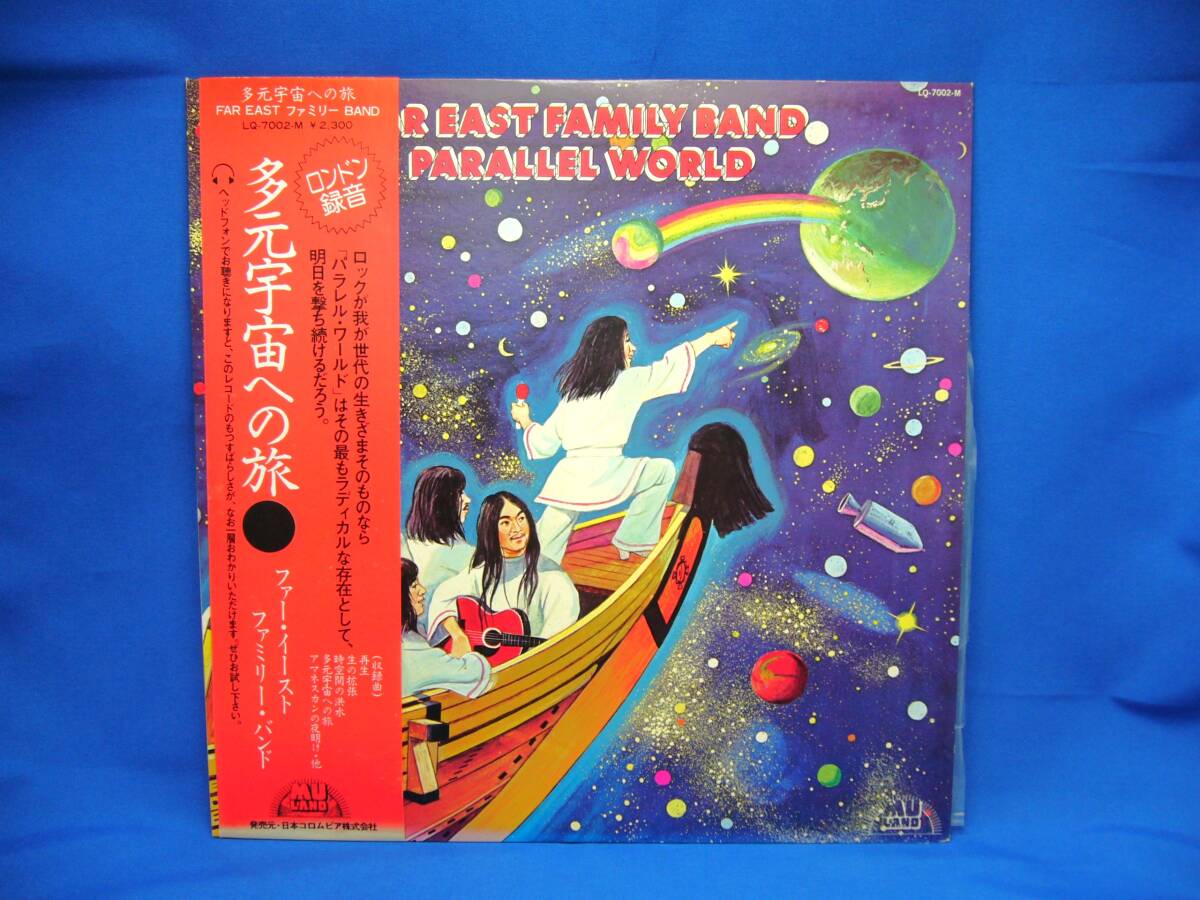 多元宇宙への旅
FAR EAST ファミリー BAND
LQ-7002-M ¥2,300
ロンドン
録音
ロックが我が世代の生きざまそのものなら
「パラレル・ワールド」はその最もラディカルな存在として、
明日を撃ち続けるだろう。
多元宇宙への旅
ヘッドフォンでお聴きになりますと、このレコードのもつすばらしさが、なお一層おわかりいただけます。ぜひお試し下さい。
ファー・イースト
ファミリー・バンド
(収録曲)
再生
生の拡張
時空間の洪水
多元宇宙への旅
アマネスカンの夜明け・他
MU
LAND
発売元・日本コロムビア株式会社
LQ-7002-M
R EAST FAMILY BAND
PARALLEL WORLD
MU
LAND